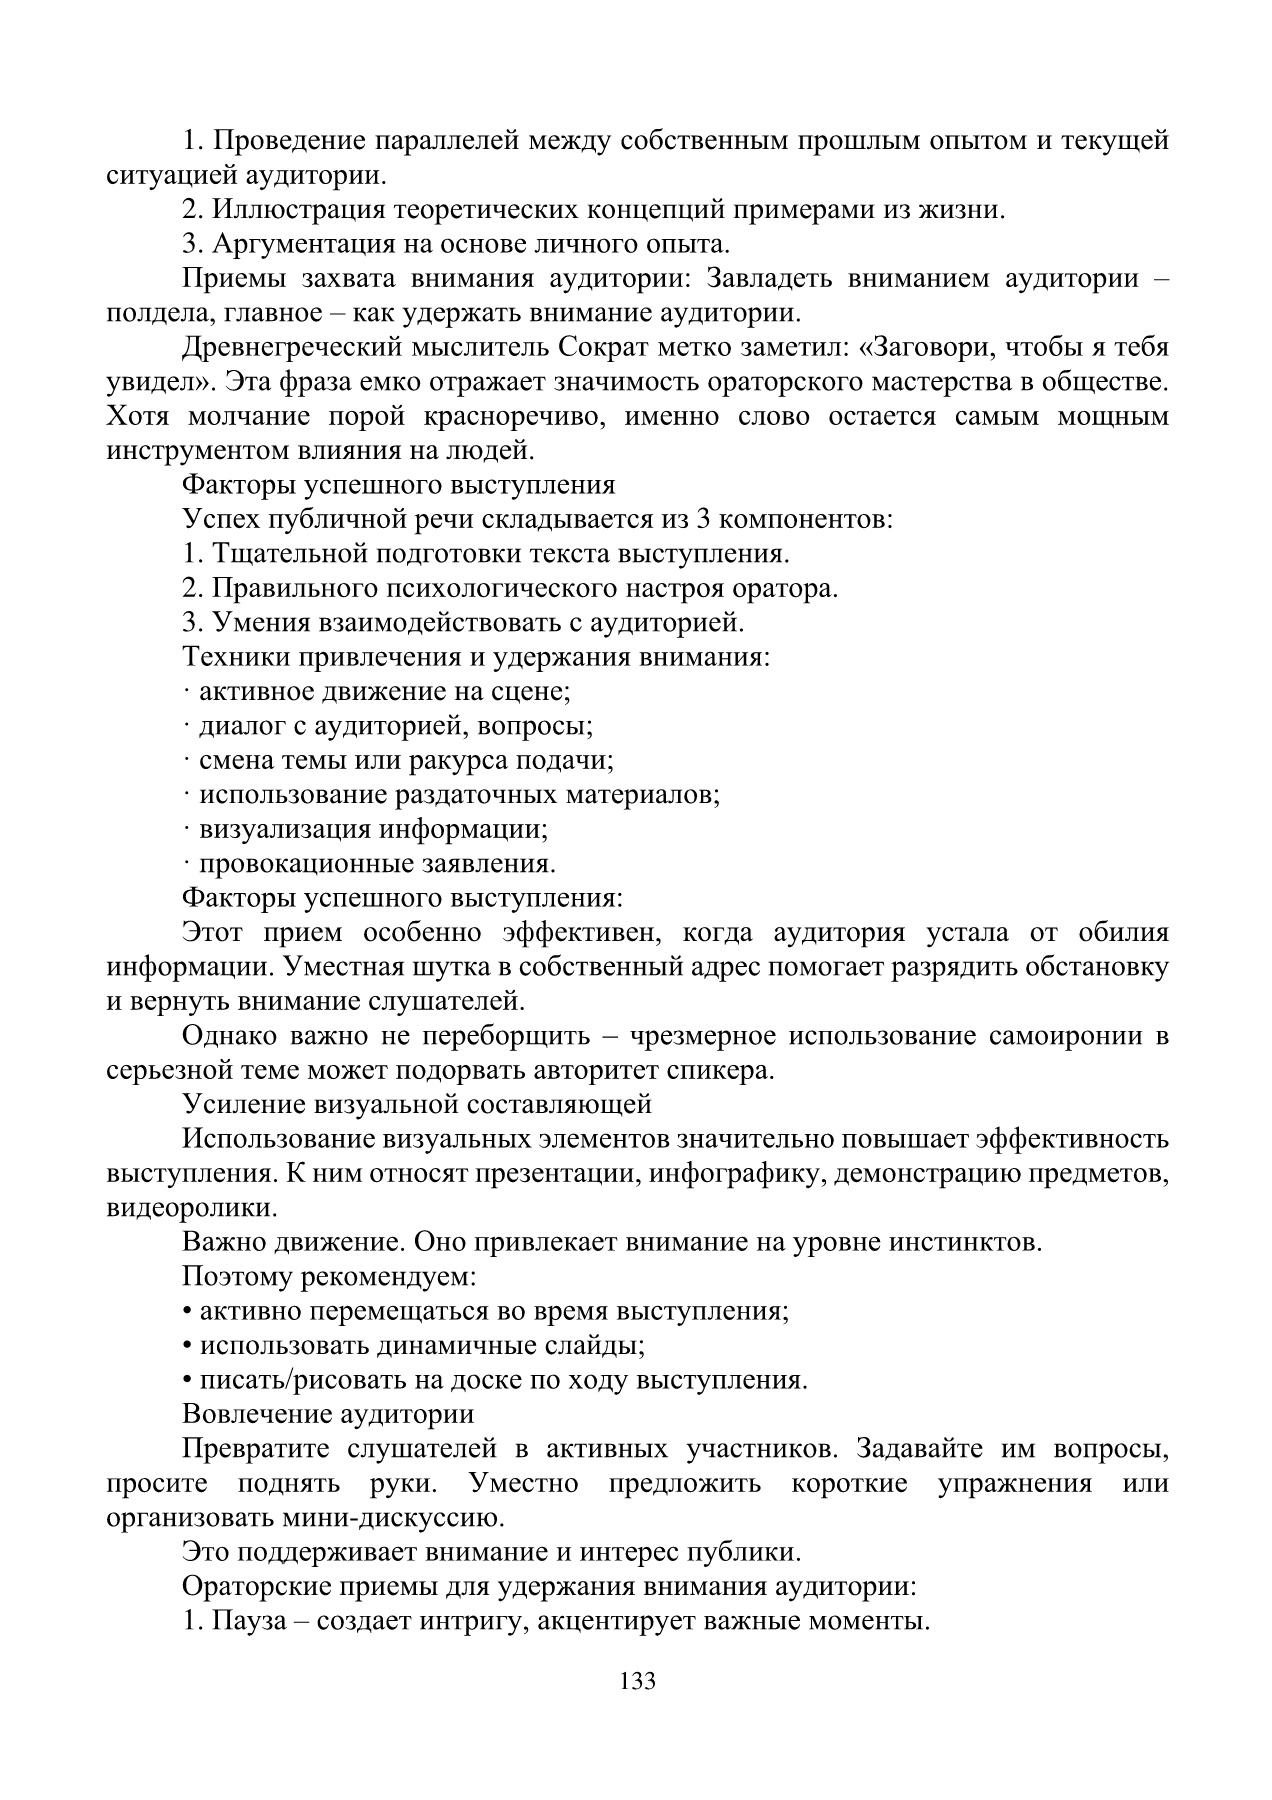 1. Проведение параллелей между собственным прошлым опытом и текущей
ситуацией аудитории.
2. Иллюстрация теоретических концепций примерами из жизни.
3. Аргументация на основе личного опыта.
Приемы захвата внимания аудитории: Завладеть вниманием аудитории –
полдела, главное – как удержать внимание аудитории.
Древнегреческий мыслитель Сократ метко заметил: «Заговори, чтобы я тебя
увидел». Эта фраза емко отражает значимость ораторского мастерства в обществе.
Хотя молчание порой красноречиво, именно слово остается самым мощным
инструментом влияния на людей.
Факторы успешного выступления
Успех публичной речи складывается из 3 компонентов:
1. Тщательной подготовки текста выступления.
2. Правильного психологического настроя оратора.
3. Умения взаимодействовать с аудиторией.
Техники привлечения и удержания внимания:
· активное движение на сцене;
· диалог с аудиторией, вопросы;
· смена темы или ракурса подачи;
· использование раздаточных материалов;
· визуализация информации;
· провокационные заявления.
Факторы успешного выступления:
Этот прием особенно эффективен, когда аудитория устала от обилия
информации. Уместная шутка в собственный адрес помогает разрядить обстановку
и вернуть внимание слушателей.
Однако важно не переборщить – чрезмерное использование самоиронии в
серьезной теме может подорвать авторитет спикера.
Усиление визуальной составляющей
Использование визуальных элементов значительно повышает эффективность
выступления. К ним относят презентации, инфографику, демонстрацию предметов,
видеоролики.
Важно движение. Оно привлекает внимание на уровне инстинктов.
Поэтому рекомендуем:
• активно перемещаться во время выступления;
• использовать динамичные слайды;
• писать/рисовать на доске по ходу выступления.
Вовлечение аудитории
Превратите слушателей в активных участников. Задавайте им вопросы,
просите поднять руки. Уместно предложить короткие упражнения или
организовать мини-дискуссию.
Это поддерживает внимание и интерес публики.
Ораторские приемы для удержания внимания аудитории:
1. Пауза – создает интригу, акцентирует важные моменты.
133